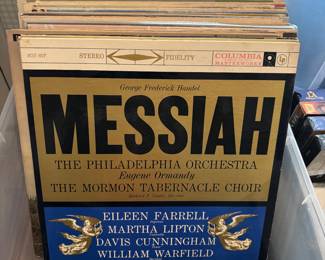 STEREO FIDELITY COLUMBIA
MASTERWORKS
George Frederick Handel
MESSIAH
THE PHILADELPHIA ORCHESTRA
Eugene Ormandy
THE MORMON TABERNACLE CHOIR
EILEEN FARRELL
MARTHA LIPTON
DAVIS CUNNINGHAM
WILLIAM WARFIELD